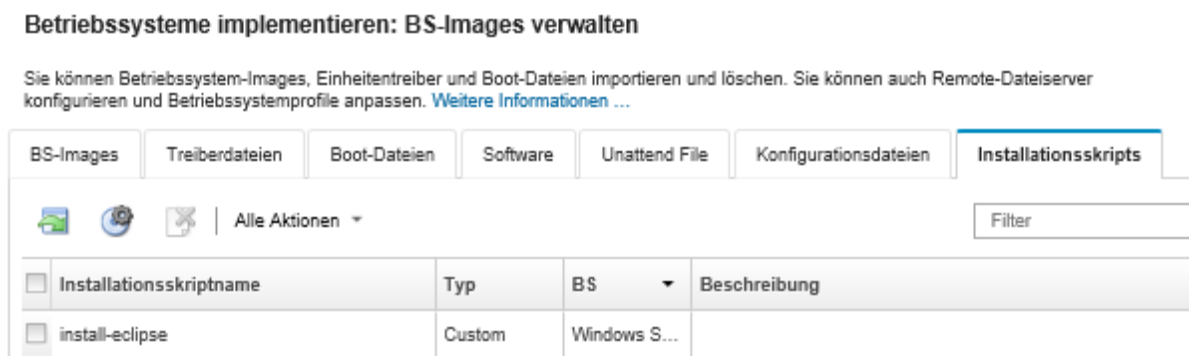 Betriebssysteme implementieren: BS-Images verwalten
Sie können Betriebssystem-Images, Einheitentreiber und Boot-Dateien importieren und löschen. Sie können auch Remote-Dateiserver
konfigurieren und Betriebssystemprofile anpassen. Weitere Informationen ...
BS-Images Treiberdateien Boot-Dateien Software Unattend File Konfigurationsdateien Installationsskripts
Alle Aktionen Filter
Installationsskriptname Typ BS Beschreibung
install-eclipse Custom Windows S...